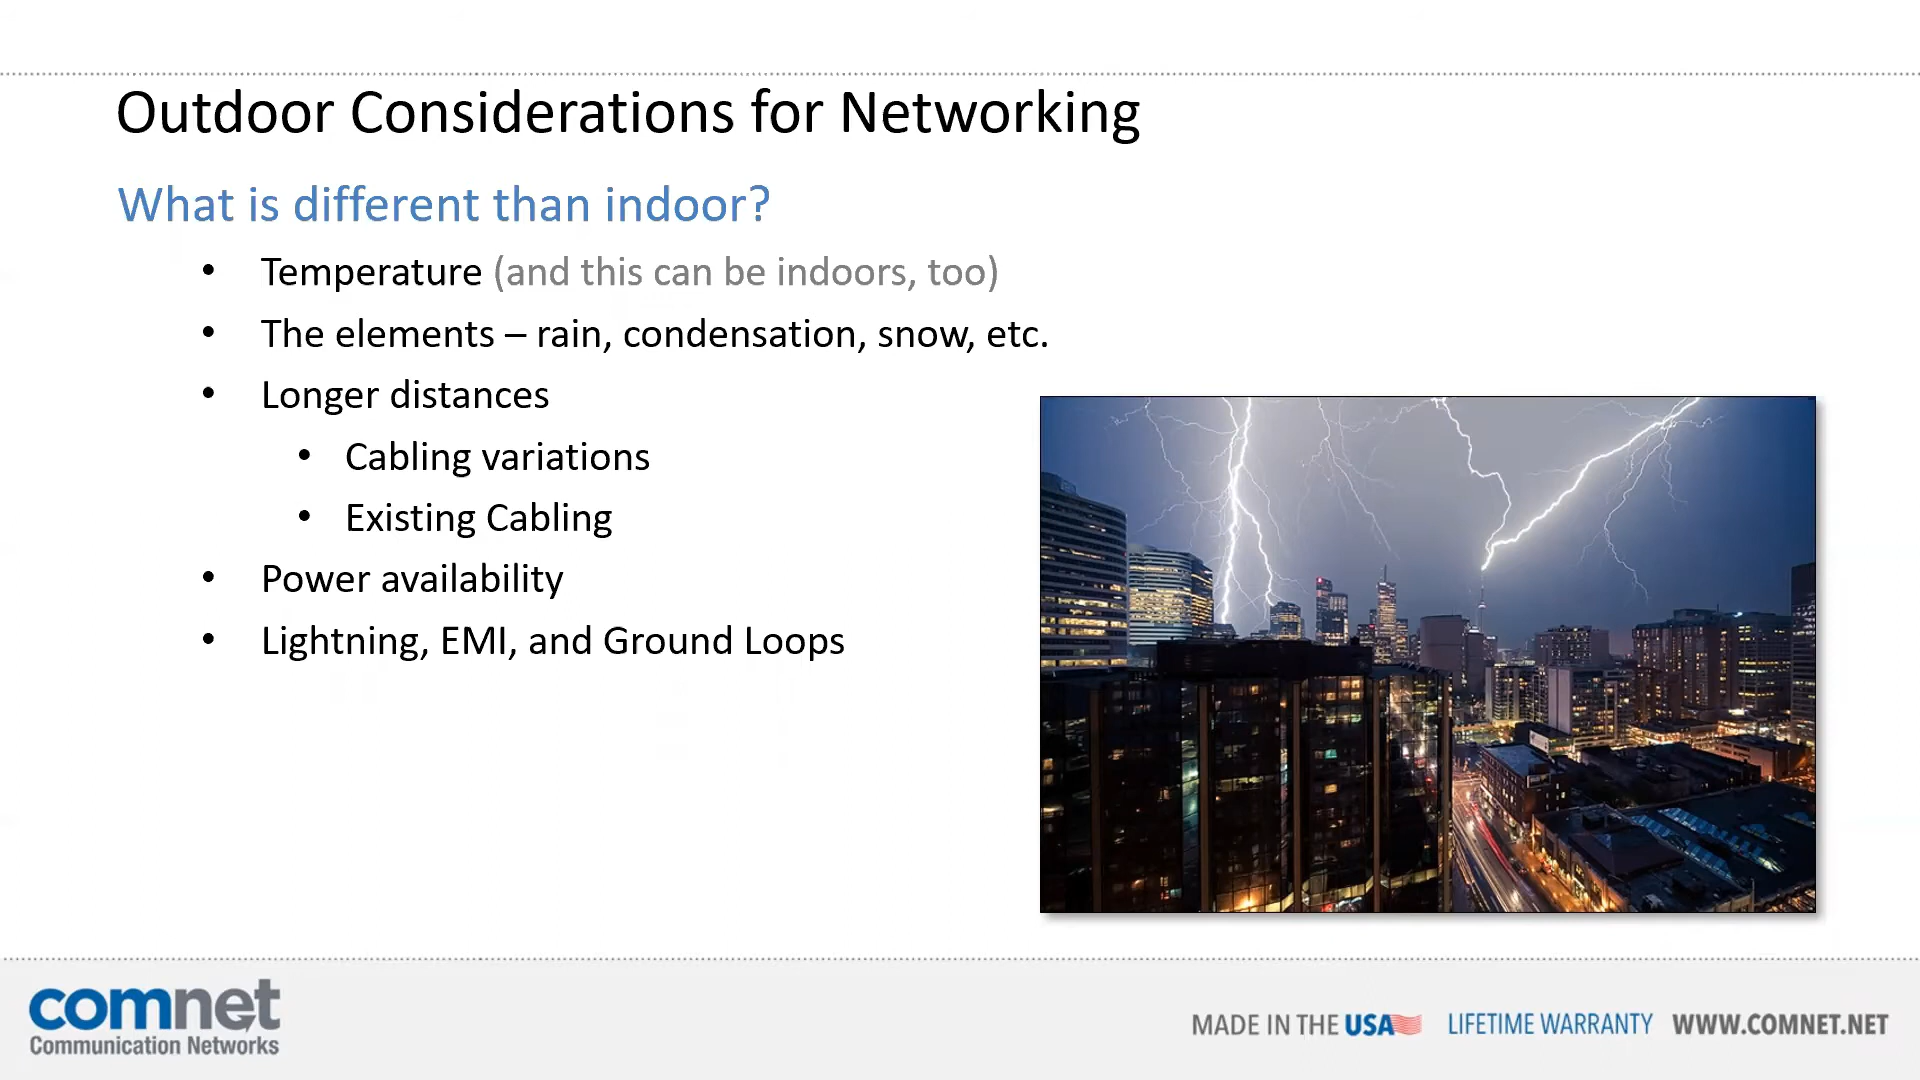 Outdoor Considerations for Networking
What is different than indoor?
• Temperature (and this can be indoors, too)
• The elements – rain, condensation, snow, etc.
• Longer distances
• Cabling variations
• Existing Cabling
• Power availability
• Lightning, EMI, and Ground Loops
comnet
Communication Networks
MADE IN THE USA LIFETIME WARRANTY WWW.COMNET.NET